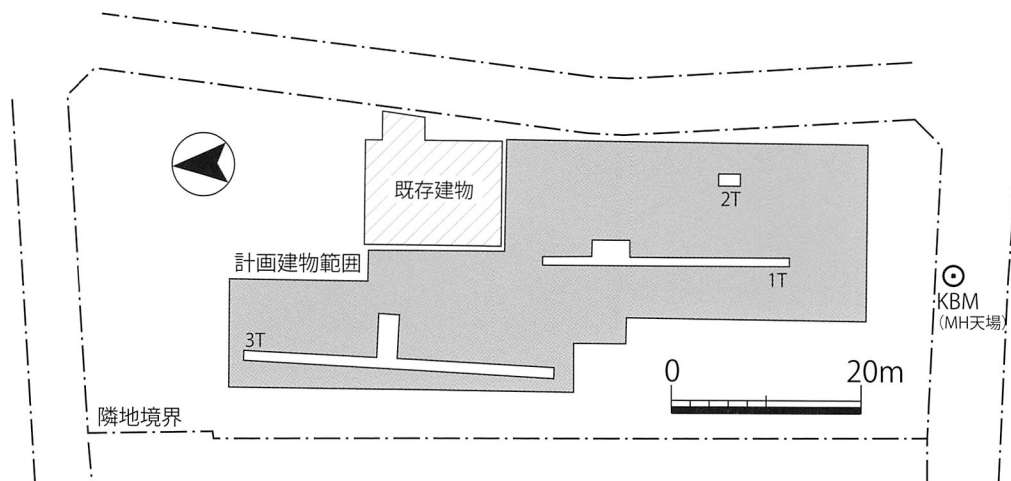 既存建物
2T
計画建物範囲
1T
KBM
(MH天場)
3T
0 20m
隣地境界